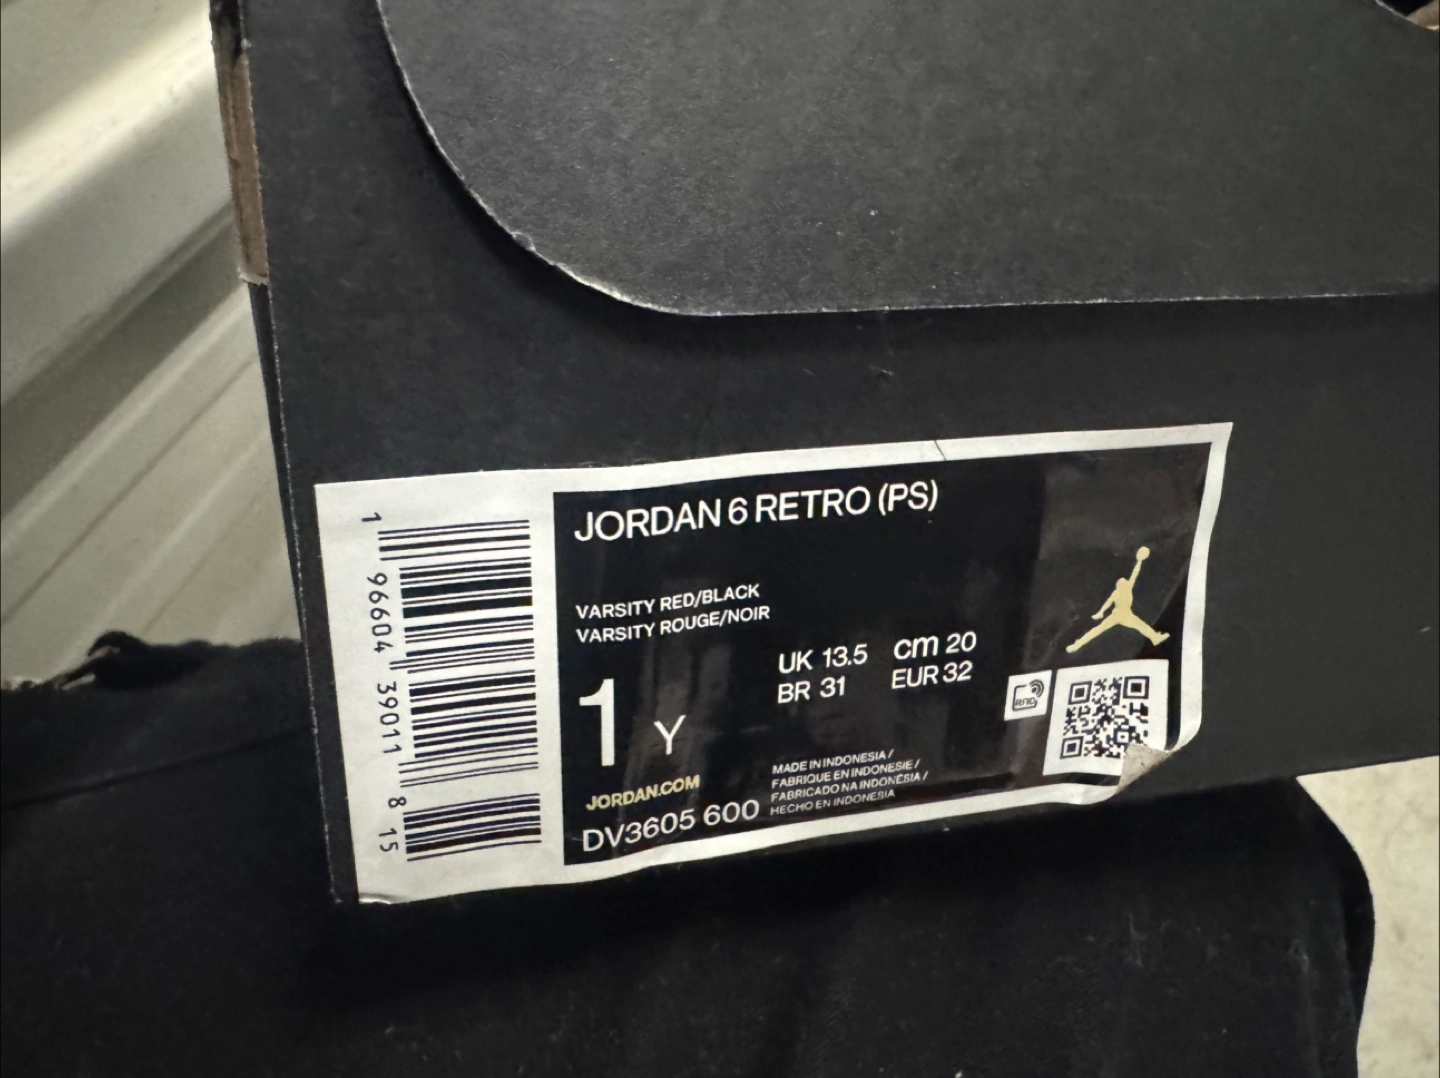 JORDAN 6 RETRO (PS)
VARSITY RED/BLACK
VARSITY ROUGE/NOIR
UK 13.5 cm 20
BR 31 EUR 32
1 Y
JORDAN.COM
DV3605 600
MADE IN INDONESIA /
FABRIQUE EN INDONESIE /
FABRICADO NA INDONÉSIA /
HECHO EN INDONESIA
1 96604 39011 8 15